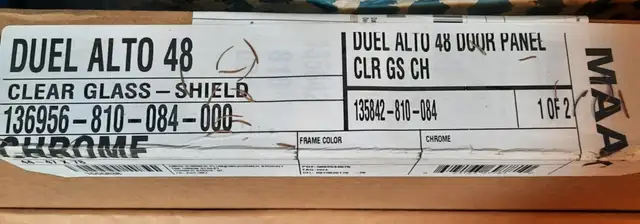 DUEL ALTO 48
CLEAR GLASS-SHIELD
136956-810-084-000
CHROME
DUEL ALTO 48 DOOR PANEL
CLR GS CH
135842-810-084
1 OF 2
FRAME COLOR
CHROME
MAA